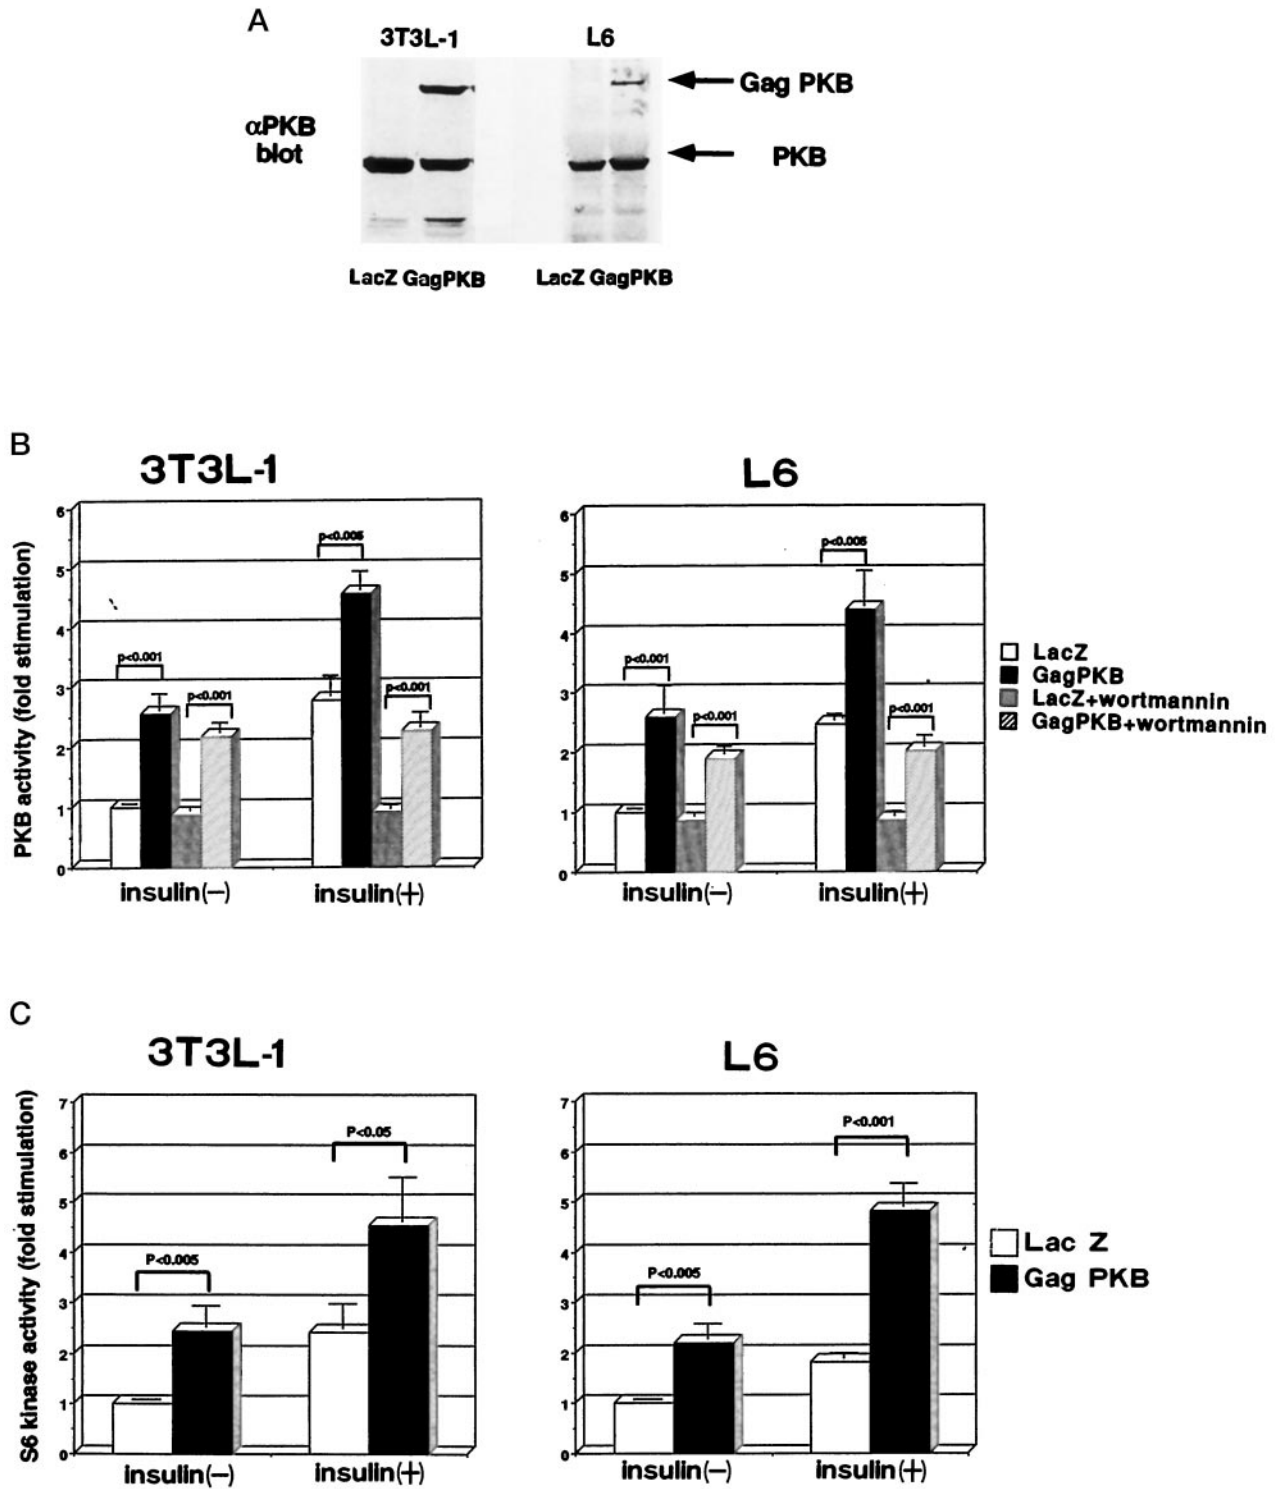 A
3T3L-1 L6
Gag PKB
αPKB
blot
PKB
LacZ GagPKB LacZ GagPKB
B
3T3L-1 L6
PKB activity (fold stimulation)
6
5
4
3
2
1
0
p<0.001
p<0.001
p<0.005
p<0.001
insulin(−) insulin(+)
6
5
4
3
2
1
0
p<0.001
p<0.001
p<0.005
p<0.001
insulin(−) insulin(+)
LacZ
GagPKB
LacZ+wortmannin
GagPKB+wortmannin
C
3T3L-1 L6
S6 kinase activity (fold stimulation)
7
6
5
4
3
2
1
0
P<0.005
P<0.05
insulin(−) insulin(+)
7
6
5
4
3
2
1
0
P<0.005
P<0.001
insulin(−) insulin(+)
Lac Z
Gag PKB